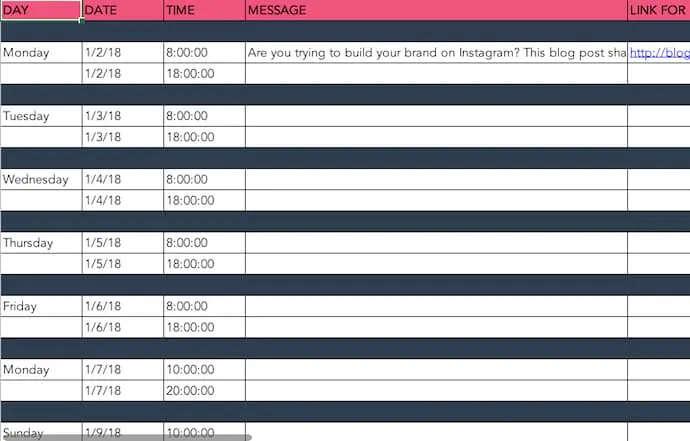 DAY DATE TIME MESSAGE LINK FOR
Monday 1/2/18 8:00:00 Are you trying to build your brand on Instagram? This blog post sha http://blog
1/2/18 18:00:00
Tuesday 1/3/18 8:00:00
1/3/18 18:00:00
Wednesday 1/4/18 8:00:00
1/4/18 18:00:00
Thursday 1/5/18 8:00:00
1/5/18 18:00:00
Friday 1/6/18 8:00:00
1/6/18 18:00:00
Monday 1/7/18 10:00:00
1/7/18 20:00:00
Sunday 1/9/18 10:00:00